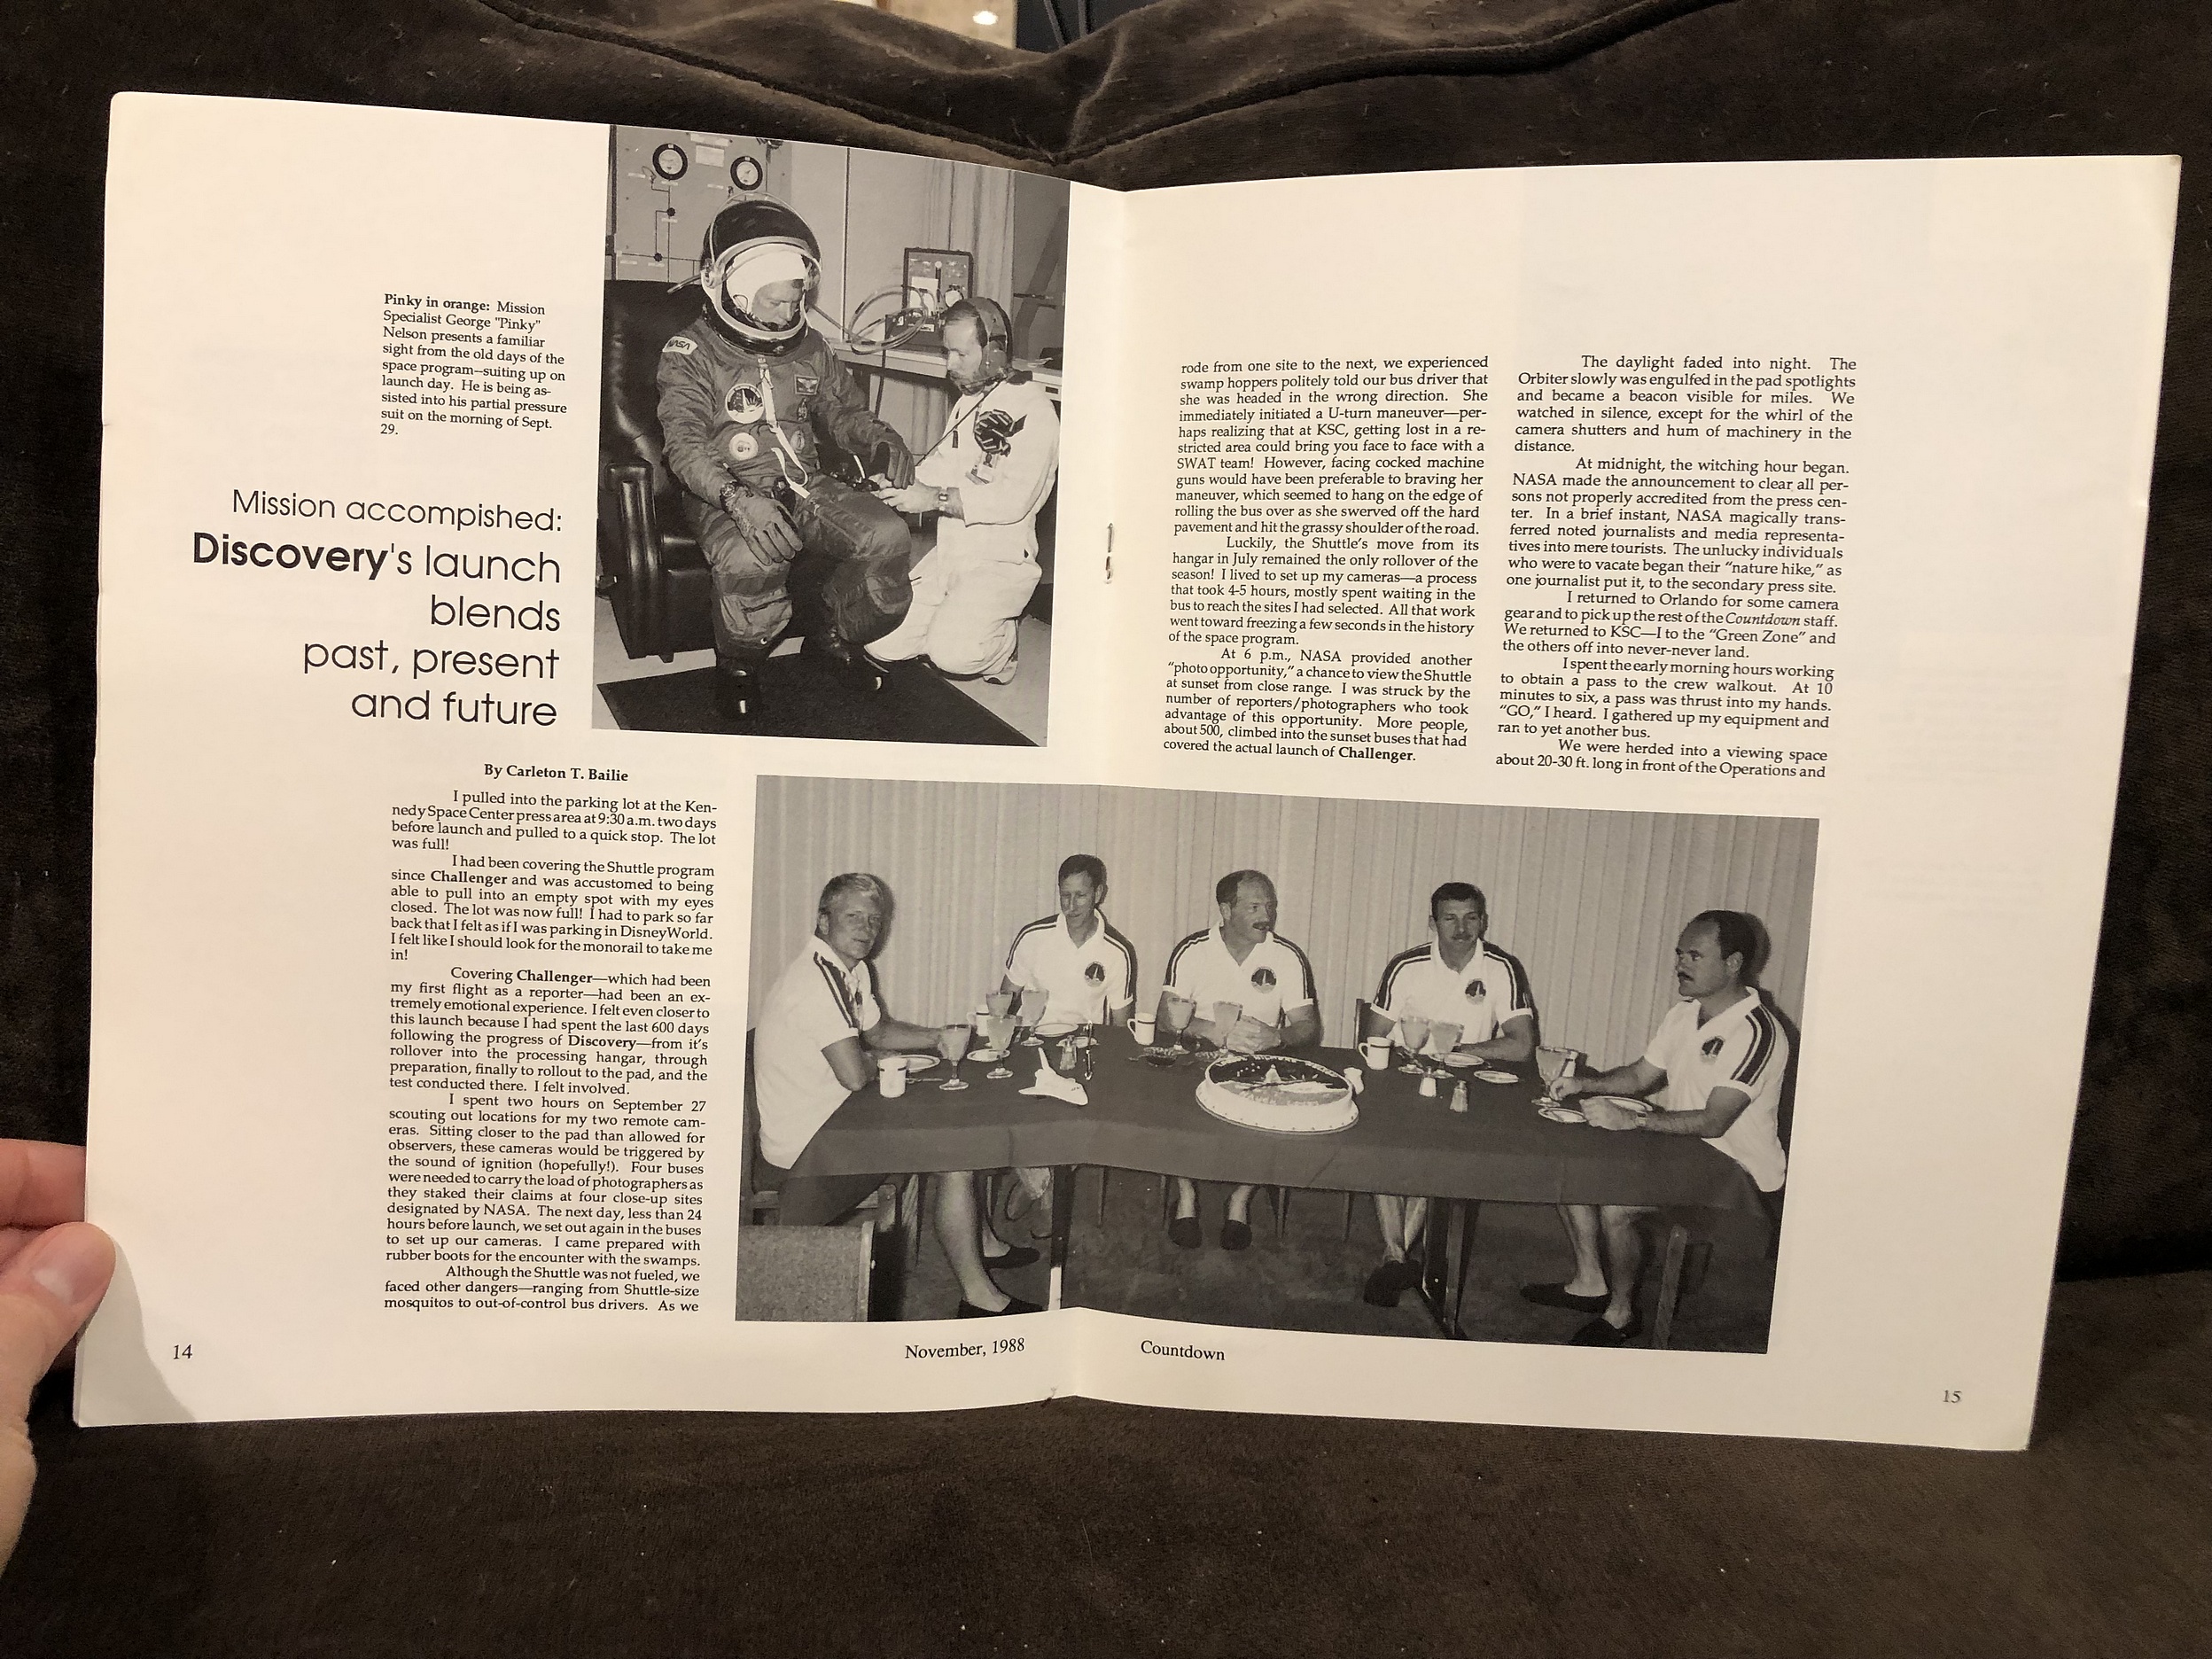 Pinky in orange: Mission
Specialist George "Pinky"
Nelson presents a familiar
sight from the old days of the
space program--suiting up on
launch day. He is being as-
sisted into his partial pressure
suit on the morning of Sept.
29.
NASA
Mission accompished:
Discovery's launch
blends
past, present
and future
By Carleton T. Bailie
I pulled into the parking lot at the Ken-
nedy Space Center press area at 9:30 a.m. two days
before launch and pulled to a quick stop. The lot
was full!
I had been covering the Shuttle program
since Challenger and was accustomed to being
able to pull into an empty spot with my eyes
closed. The lot was now full! I had to park so far
back that I felt as if I was parking in DisneyWorld.
I felt like I should look for the monorail to take me
in!
Covering Challenger—which had been
my first flight as a reporter—had been an ex-
tremely emotional experience. I felt even closer to
this launch because I had spent the last 600 days
following the progress of Discovery—from it's
rollover into the processing hangar, through
preparation, finally to rollout to the pad, and the
test conducted there. I felt involved.
I spent two hours on September 27
scouting out locations for my two remote cam-
eras. Sitting closer to the pad than allowed for
observers, these cameras would be triggered by
the sound of ignition (hopefully!). Four buses
were needed to carry the load of photographers as
they staked their claims at four close-up sites
designated by NASA. The next day, less than 24
hours before launch, we set out again in the buses
to set up our cameras. I came prepared with
rubber boots for the encounter with the swamps.
Although the Shuttle was not fueled, we
faced other dangers—ranging from Shuttle-size
mosquitos to out-of-control bus drivers. As we
14
November, 1988
rode from one site to the next, we experienced
swamp hoppers politely told our bus driver that
she was headed in the wrong direction. She
immediately initiated a U-turn maneuver—per-
haps realizing that at KSC, getting lost in a re-
stricted area could bring you face to face with a
SWAT team! However, facing cocked machine
guns would have been preferable to braving her
maneuver, which seemed to hang on the edge of
rolling the bus over as she swerved off the hard
pavement and hit the grassy shoulder of the road.
Luckily, the Shuttle's move from its
hangar in July remained the only rollover of the
season! I lived to set up my cameras—a process
that took 4-5 hours, mostly spent waiting in the
bus to reach the sites I had selected. All that work
went toward freezing a few seconds in the history
of the space program.
At 6 p.m., NASA provided another
"photo opportunity," a chance to view the Shuttle
at sunset from close range. I was struck by the
number of reporters/photographers who took
advantage of this opportunity. More people,
about 500, climbed into the sunset buses that had
covered the actual launch of Challenger.
The daylight faded into night. The
Orbiter slowly was engulfed in the pad spotlights
and became a beacon visible for miles. We
watched in silence, except for the whirl of the
camera shutters and hum of machinery in the
distance.
At midnight, the witching hour began.
NASA made the announcement to clear all per-
sons not properly accredited from the press cen-
ter. In a brief instant, NASA magically trans-
ferred noted journalists and media representa-
tives into mere tourists. The unlucky individuals
who were to vacate began their "nature hike," as
one journalist put it, to the secondary press site.
I returned to Orlando for some camera
gear and to pick up the rest of the Countdown staff.
We returned to KSC—I to the "Green Zone" and
the others off into never-never land.
I spent the early morning hours working
to obtain a pass to the crew walkout. At 10
minutes to six, a pass was thrust into my hands.
"GO," I heard. I gathered up my equipment and
ran to yet another bus.
We were herded into a viewing space
about 20-30 ft. long in front of the Operations and
Countdown
15